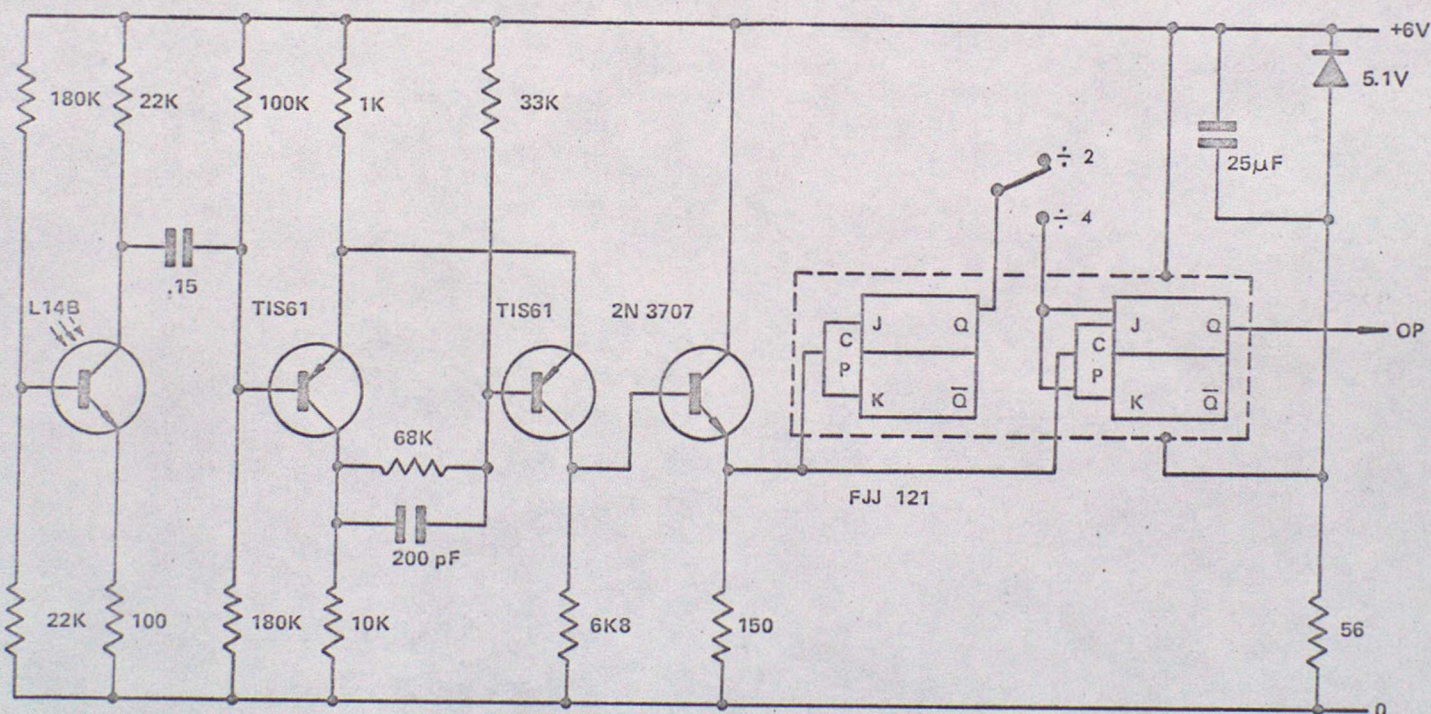 +6V
180K 22K 100K 1K 33K 5.1V
÷ 2
25µF
÷ 4
.15
L14B TIS61 TIS61 2N 3707
J Q J Q
C C
OP
P P
K Q̅ K Q̅
68K
FJJ 121
200 pF
22K 100 180K 10K 6K8 150 56
0